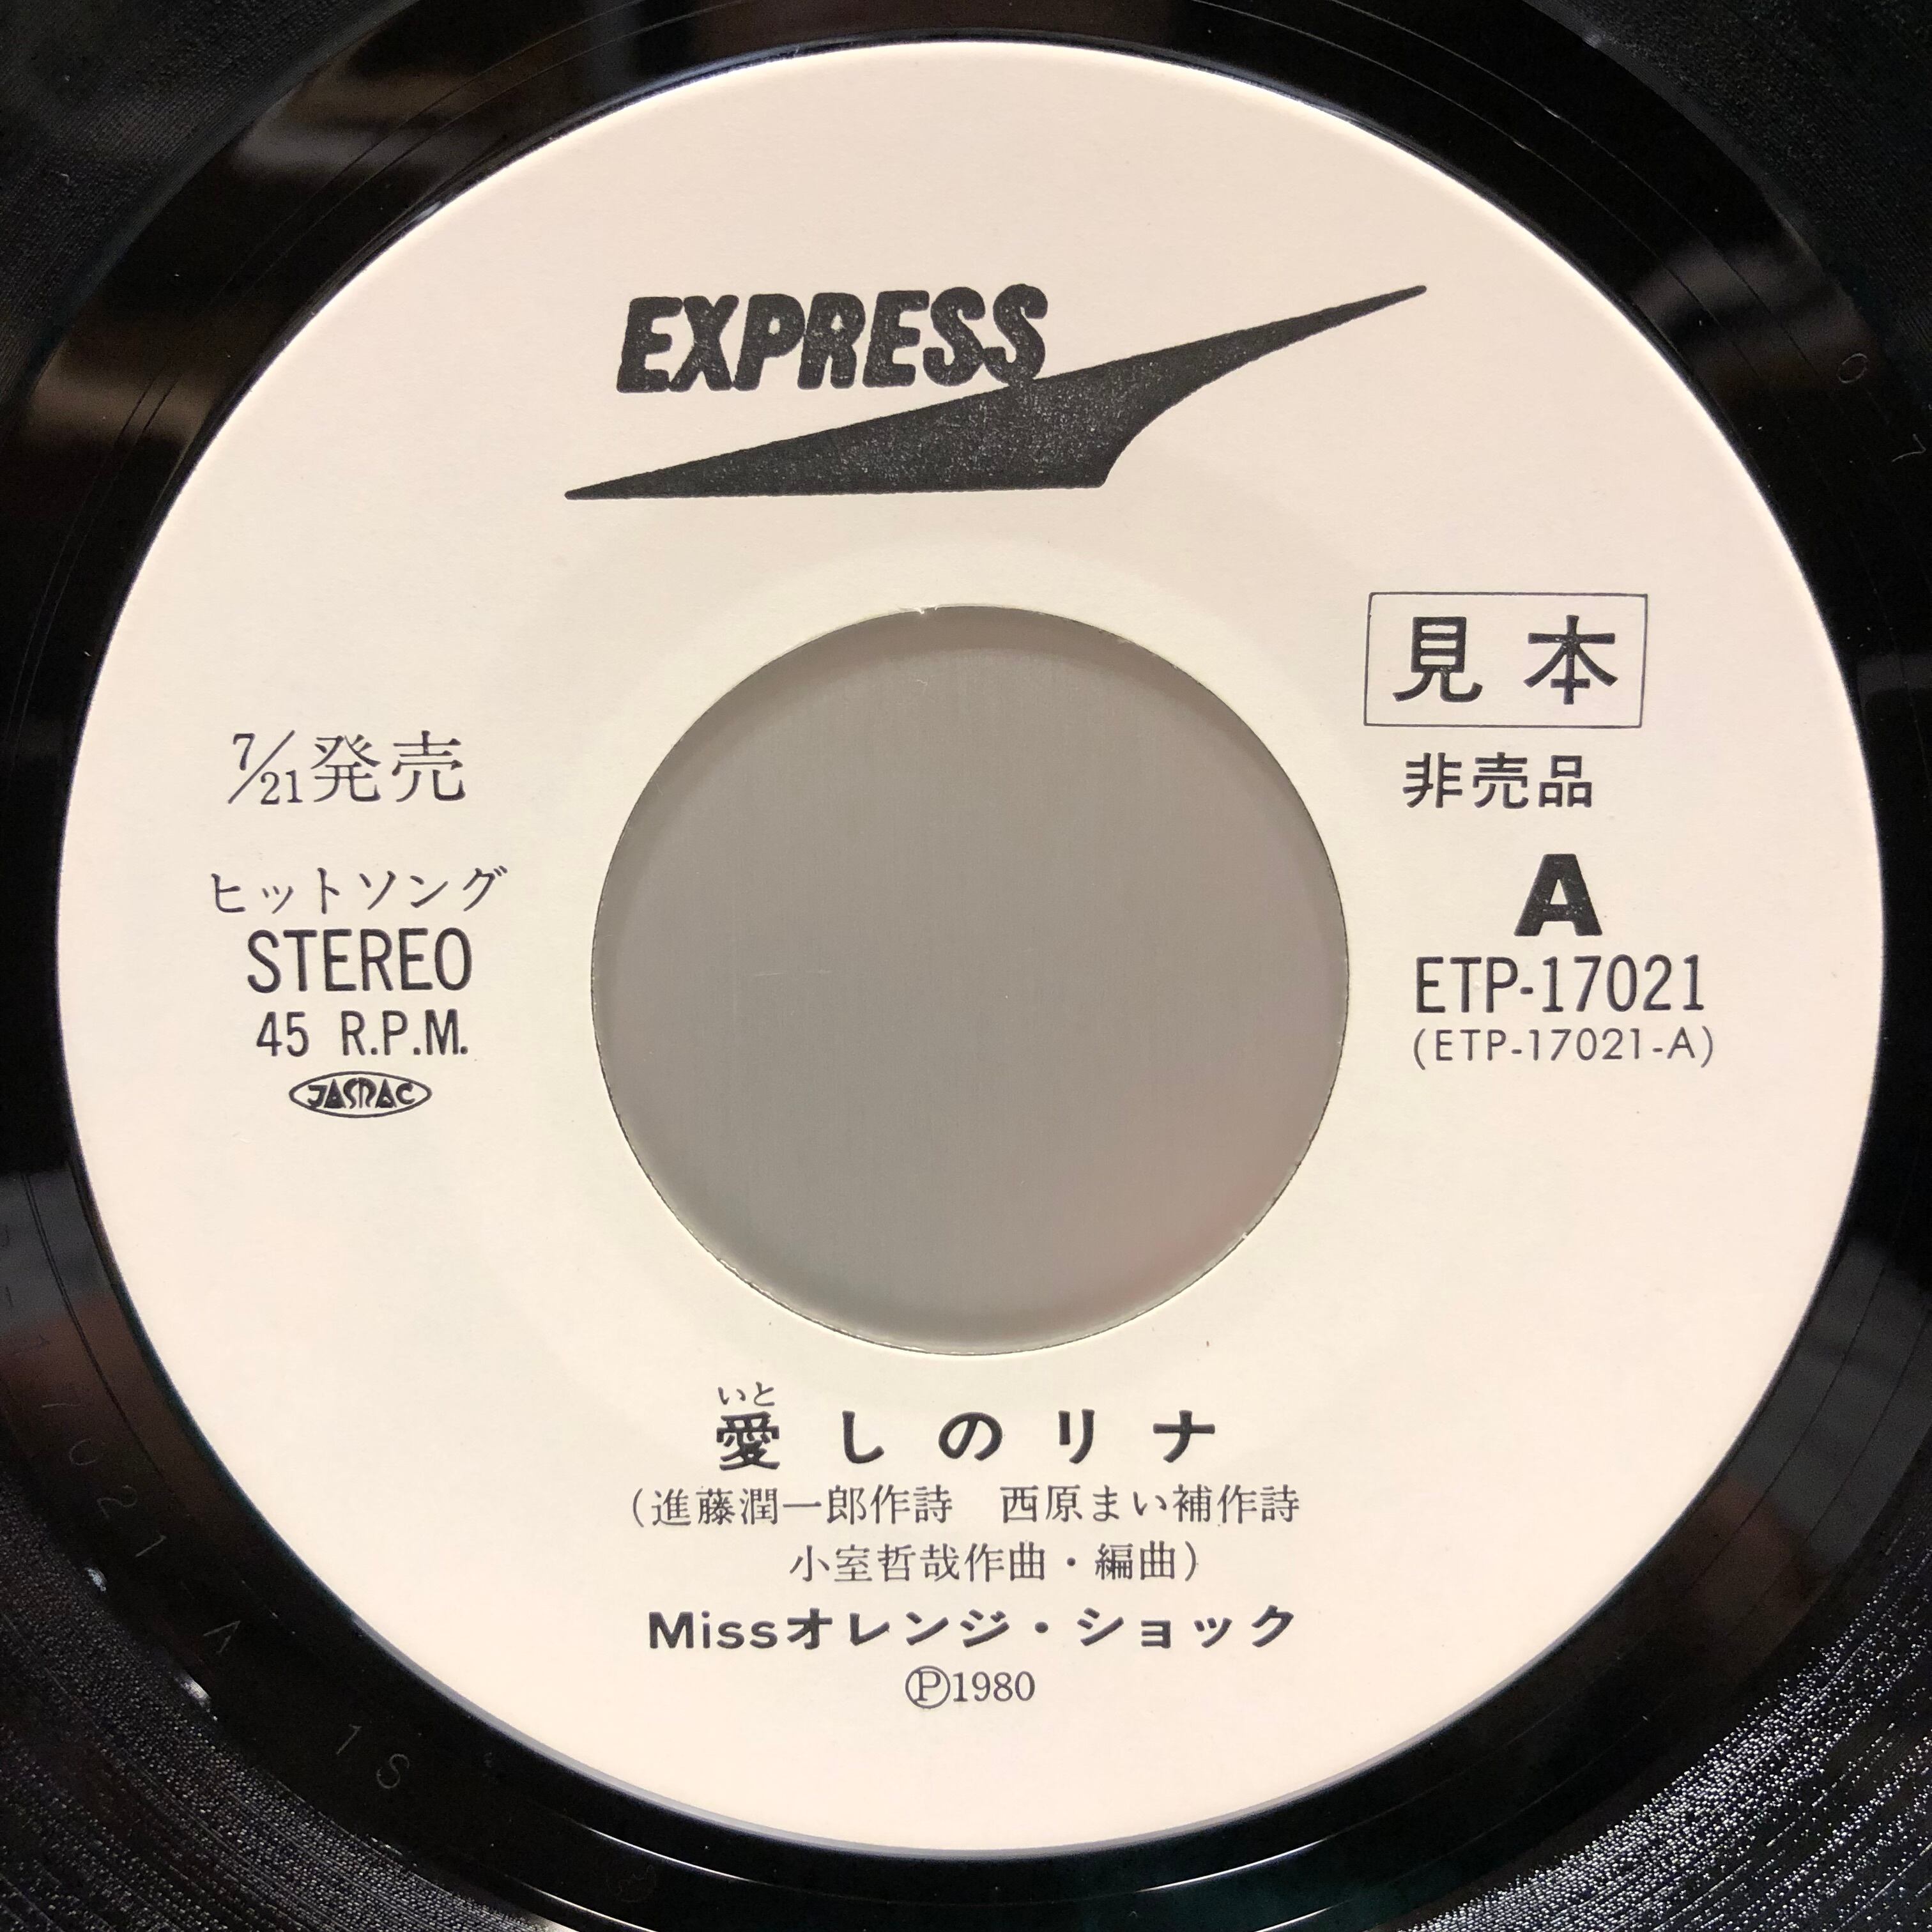 EXPRESS
見本
非売品
7/21発売
ヒットソング
STEREO
45 R.P.M.
JASRAC
A
ETP-17021
(ETP-17021-A)
いと
愛しのリナ
(進藤潤一郎作詩　西原まい補作詩
小室哲哉作曲・編曲)
Missオレンジ・ショック
Ⓟ1980
7021 A
1S